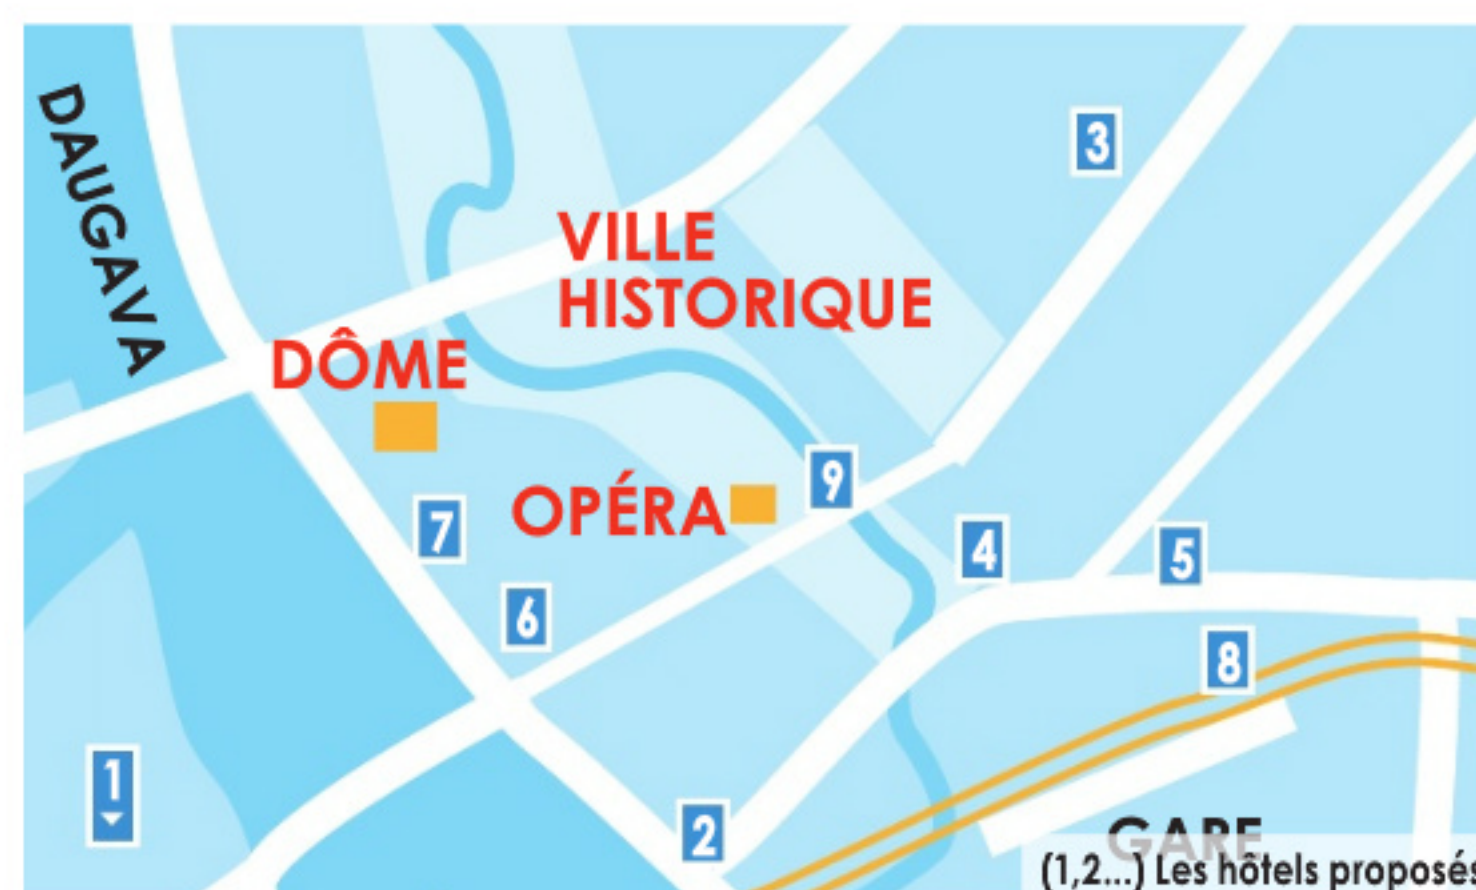 DAUGAVA
3
VILLE
HISTORIQUE
DÔME
9
OPÉRA
7
4
5
6
8
1
2
GARE
(1,2...) Les hôtels proposés